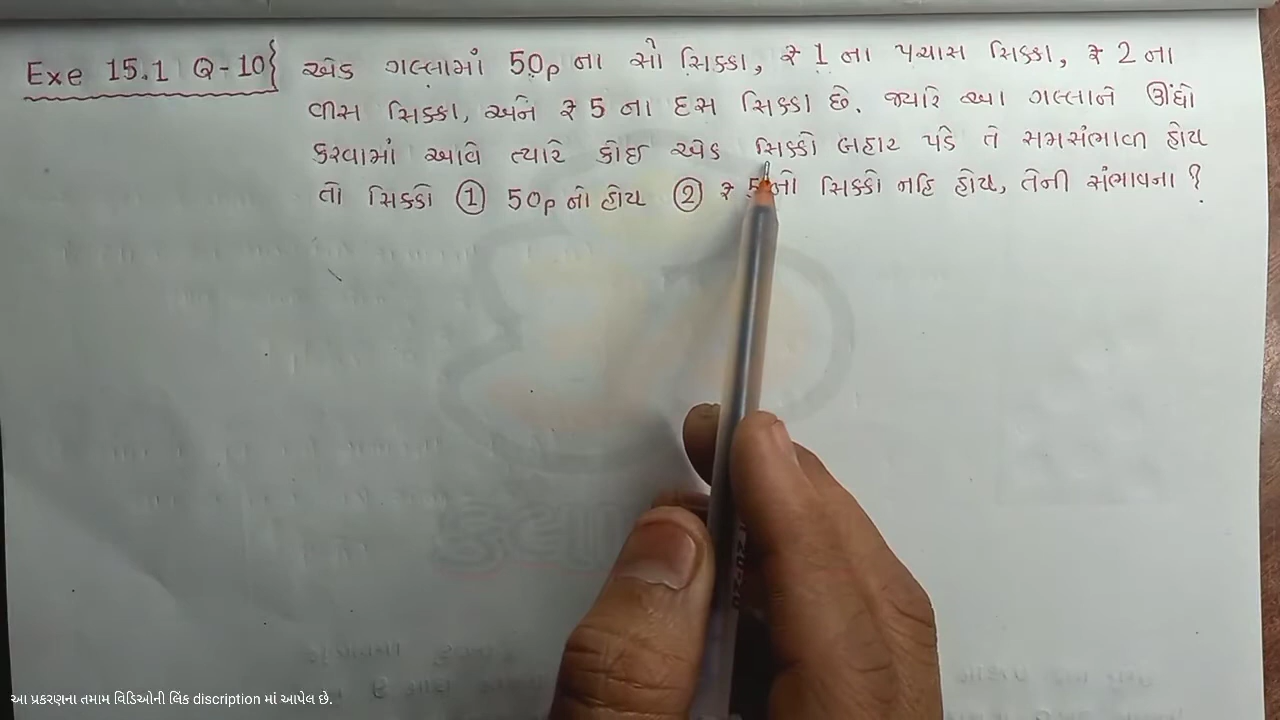 Exe 15.1 Q-10} એક ગલ્લામાં 50p ના સો સિક્કા, ₹ 1 ના પચાસ સિક્કા, ₹ 2 ના
વીસ સિક્કા, અને ₹ 5 ના દસ સિક્કા છે. જ્યારે આ ગલ્લાને ઊંધો
કરવામાં આવે ત્યારે કોઈ એક સિક્કો બહાર પડે તે સમસંભાવી હોય
તો સિક્કો ① 50p નો હોય ② ₹ 5 નો સિક્કો નહિ હોય, તેની સંભાવના ?
આ પ્રકરણના તમામ વિડિઓની લિંક discription માં આપેલ છે.